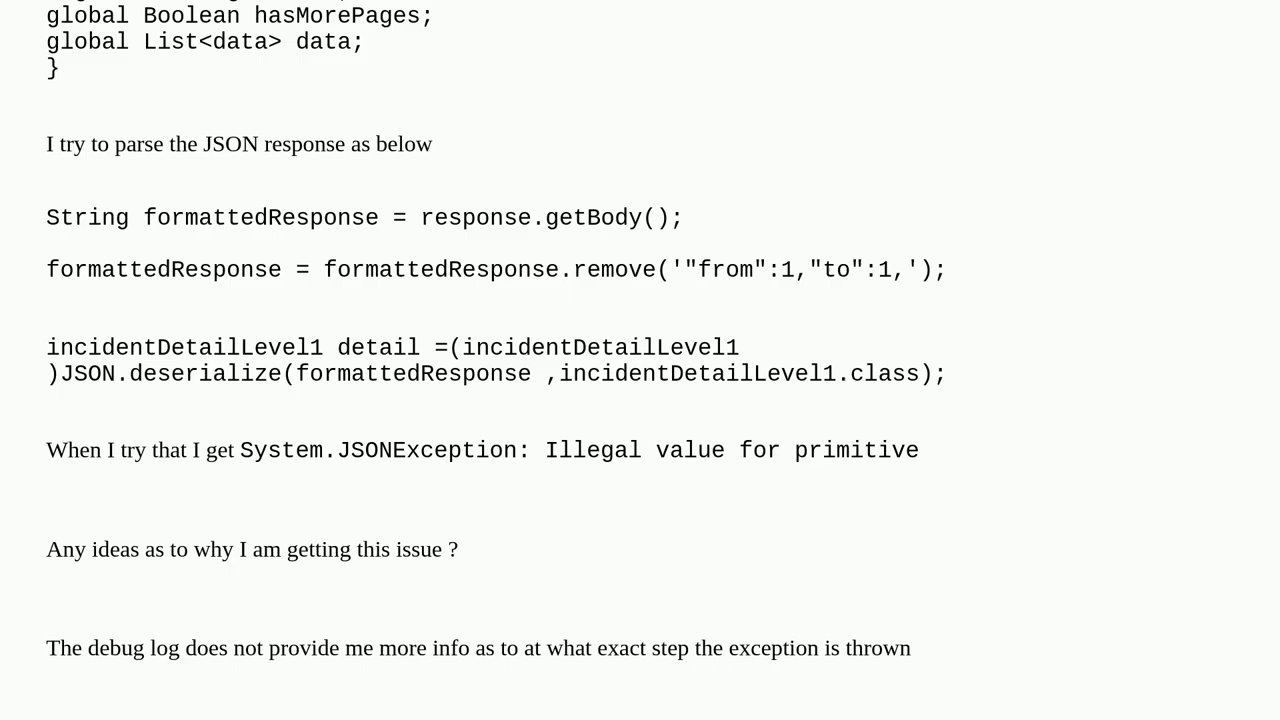 global Boolean hasMorePages;
global List<data> data;
}
I try to parse the JSON response as below
String formattedResponse = response.getBody();
formattedResponse = formattedResponse.remove('"from":1,"to":1,');
incidentDetailLevel1 detail =(incidentDetailLevel1
)JSON.deserialize(formattedResponse ,incidentDetailLevel1.class);
When I try that I get System.JSONException: Illegal value for primitive
Any ideas as to why I am getting this issue ?
The debug log does not provide me more info as to at what exact step the exception is thrown